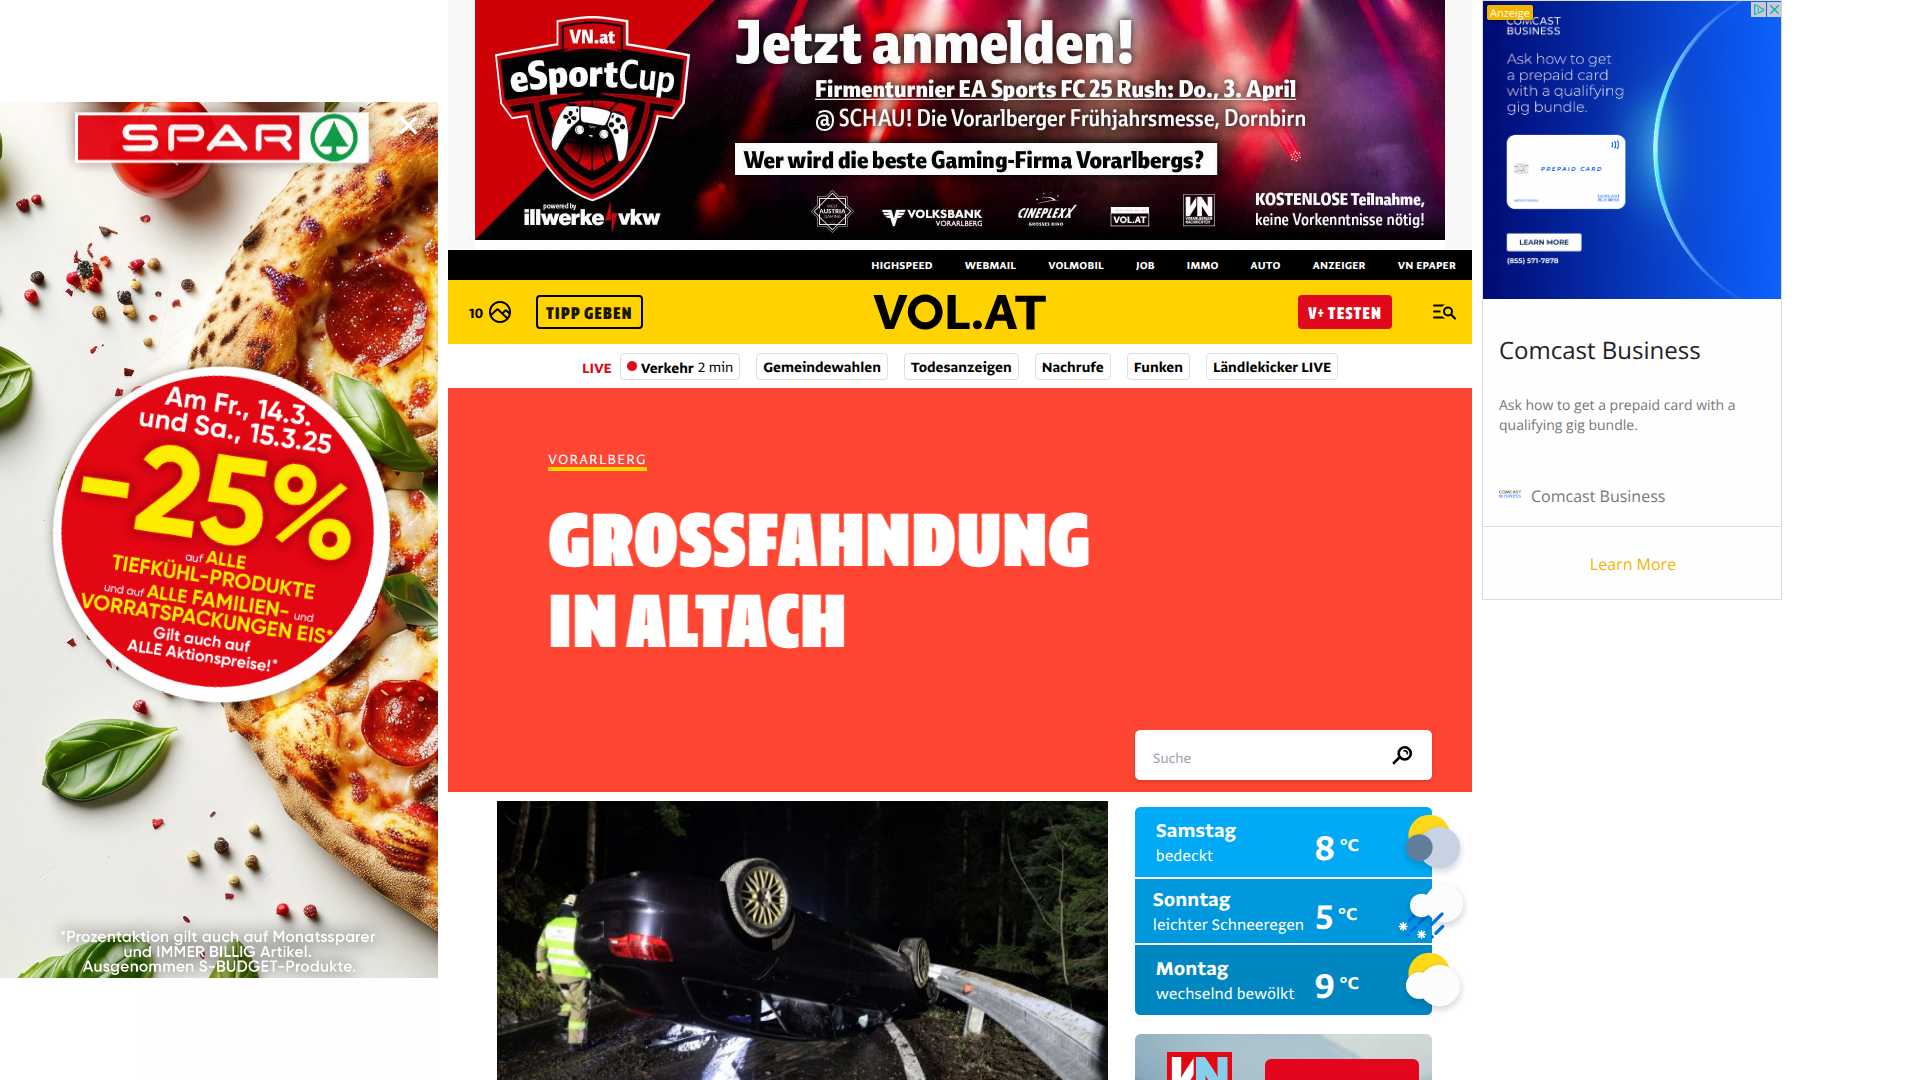 SPAR
Am Fr., 14.3.
und Sa., 15.3.25
-25%
auf ALLE
TIEFKÜHL-PRODUKTE
und auf ALLE FAMILIEN- und
VORRATSPACKUNGEN EIS*
Gilt auch auf
ALLE Aktionspreise!*
*Prozentaktion gilt auch auf Monatssparer
und IMMER BILLIG Artikel.
Ausgenommen S-BUDGET-Produkte.
VN.at
eSportCup
powered by
illwerke vkw
Jetzt anmelden!
Firmenturnier EA Sports FC 25 Rush: Do., 3. April
@ SCHAU! Die Vorarlberger Frühjahrsmesse, Dornbirn
Wer wird die beste Gaming-Firma Vorarlbergs?
AUSTRIA
VOLKSBANK
VORARLBERG
CINEPLEXX
VOL.AT
VN
KOSTENLOSE Teilnahme,
keine Vorkenntnisse nötig!
HIGHSPEED WEBMAIL VOLMOBIL JOB IMMO AUTO ANZEIGER VN EPAPER
10 TIPP GEBEN VOL.AT V+ TESTEN
LIVE Verkehr 2 min Gemeindewahlen Todesanzeigen Nachrufe Funken Ländlekicker LIVE
VORARLBERG
GROSSFAHNDUNG
IN ALTACH
Suche
Samstag
bedeckt
8 °C
Sonntag
leichter Schneeregen
5 °C
Montag
wechselnd bewölkt
9 °C
VN
Anzeige
COMCAST
BUSINESS
Ask how to get
a prepaid card
with a qualifying
gig bundle.
PREPAID CARD
LEARN MORE
(855) 571-7878
Comcast Business
Ask how to get a prepaid card with a
qualifying gig bundle.
Comcast Business
Learn More